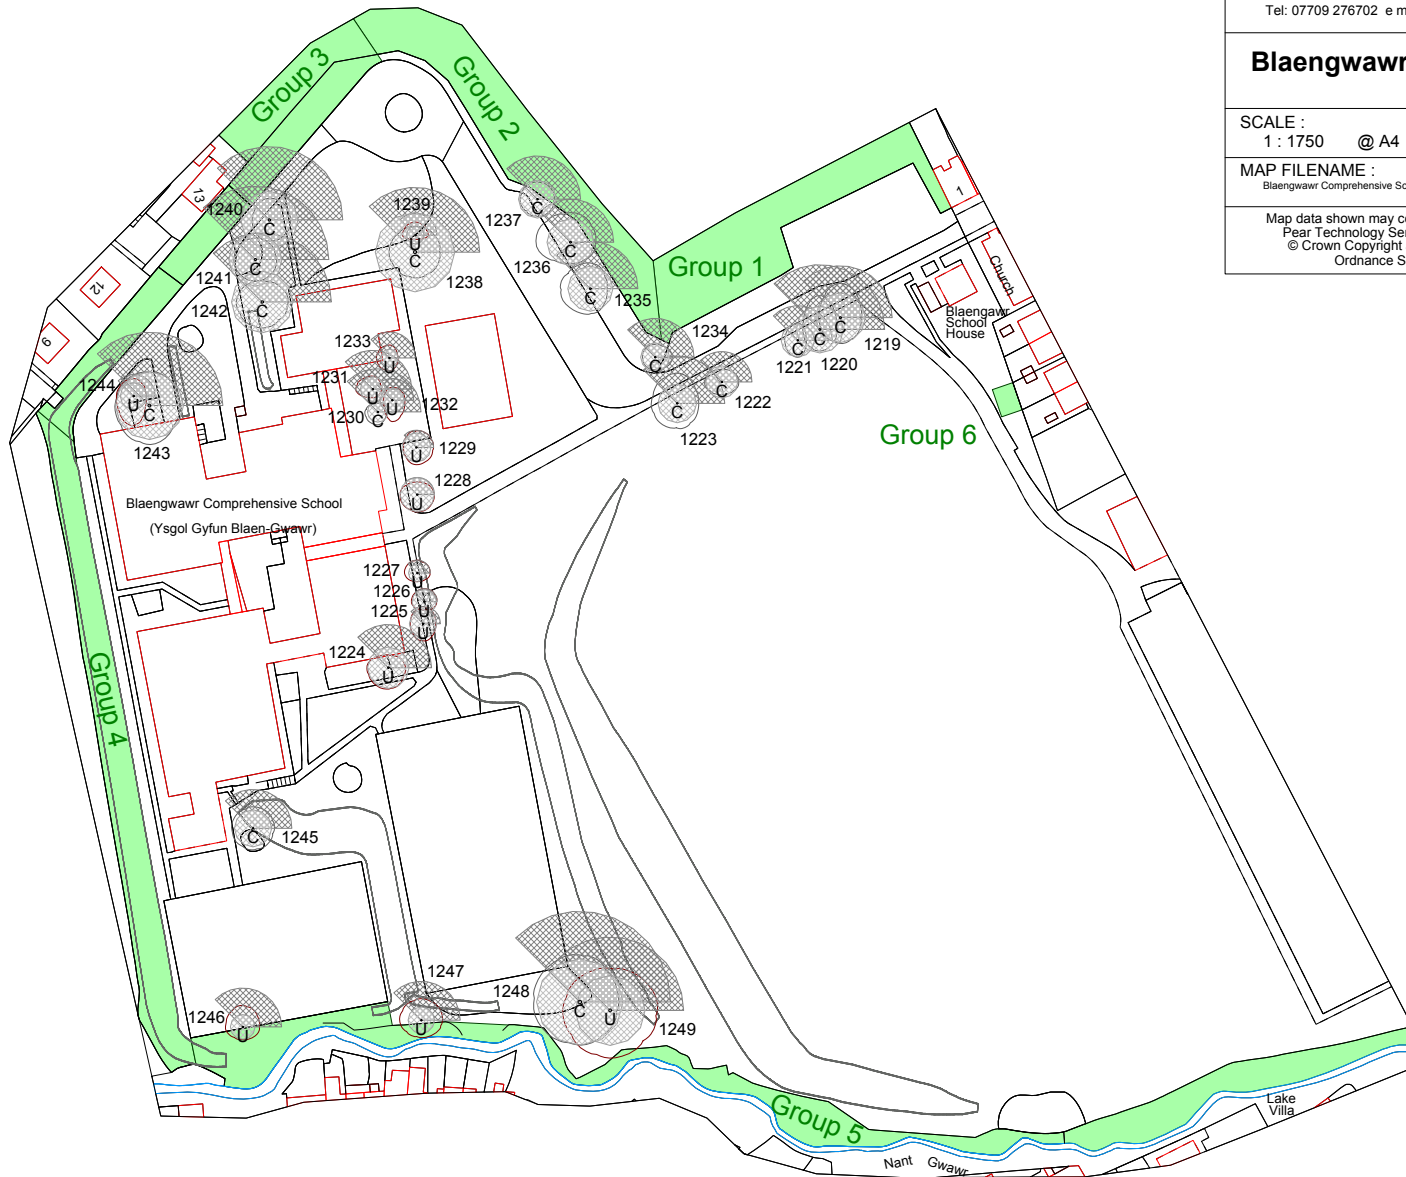 Tel: 07709 276702 e m
Blaengwawr
SCALE :
1 : 1750 @ A4
MAP FILENAME :
Blaengwawr Comprehensive Sc
Map data shown may co
Pear Technology Ser
© Crown Copyright
Ordnance S
Group 3
Group 2
13
1240
1239
U
C
1237
C
C
1
1241
C
C
1238
1236
C
Group 1
Church
12
1242
C
C
1235
Blaengawr
School
House
9
1233
U
1234
C
1221
C
C
C
1220
1219
1244
U
C
1231
U
U
1232
C
1222
1230
C
C
1223
1243
1229
U
Group 6
1228
U
Blaengwawr Comprehensive School
(Ysgol Gyfun Blaen-Gwawr)
1227
U
1226
U
1225
U
1224
U
Group 4
C
1245
1247
1248
1246
U
U
C
U
1249
Group 5
Lake
Villa
Nant Gwawr